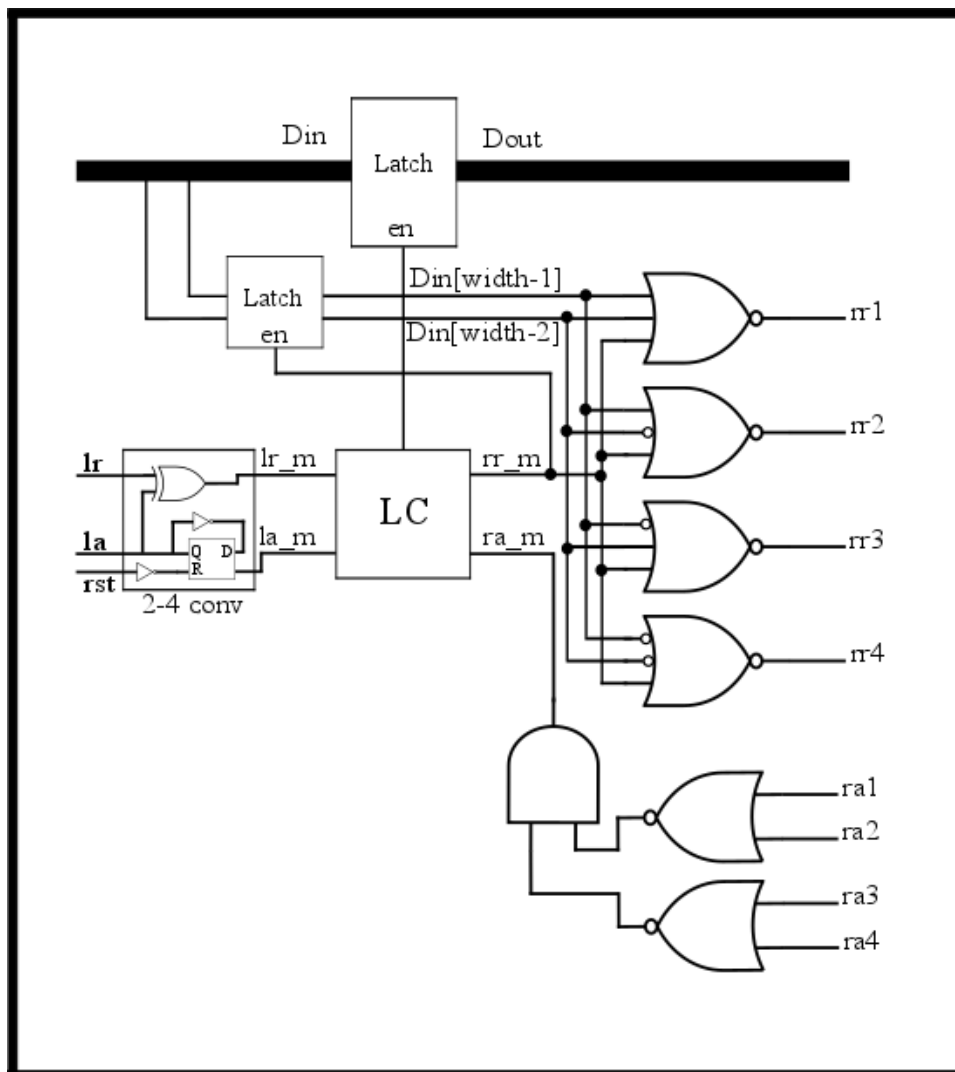 Din
Dout
Latch
en
Din[width-1]
Latch
Din[width-2]
en
rr1
rr2
lr
lr_m
rr_m
LC
la
la_m
ra_m
Q D
R
rst
2-4 conv
rr3
rr4
ra1
ra2
ra3
ra4